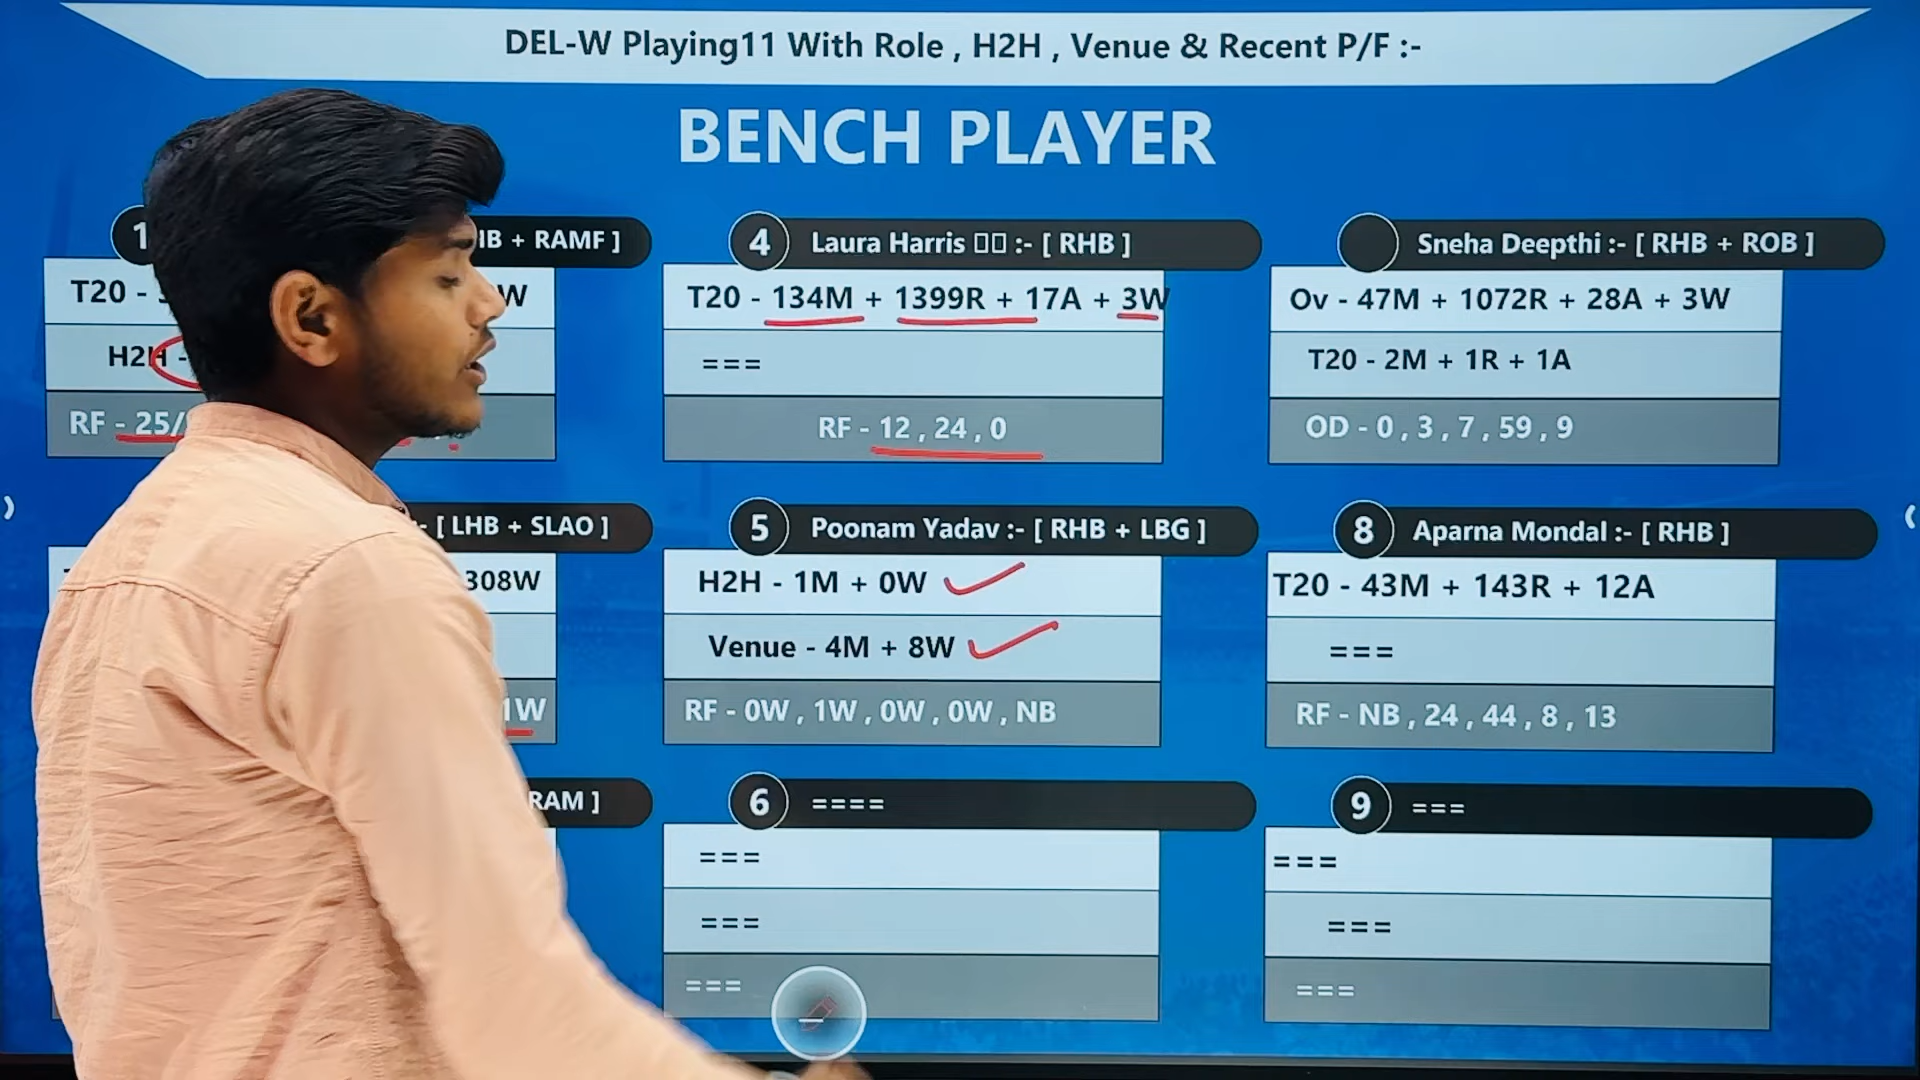 DEL-W Playing11 With Role , H2H , Venue & Recent P/F :-
BENCH PLAYER
1
+ RAMF ]
T20 -
W
H2H -
RF - 25/
4 Laura Harris :- [ RHB ]
T20 - 134M + 1399R + 17A + 3W
===
RF - 12 , 24 , 0
Sneha Deepthi :- [ RHB + ROB ]
Ov - 47M + 1072R + 28A + 3W
T20 - 2M + 1R + 1A
OD - 0 , 3 , 7 , 59 , 9
- [ LHB + SLAO ]
308W
1W
5 Poonam Yadav :- [ RHB + LBG ]
H2H - 1M + 0W
Venue - 4M + 8W
RF - 0W , 1W , 0W , 0W , NB
8 Aparna Mondal :- [ RHB ]
T20 - 43M + 143R + 12A
===
RF - NB , 24 , 44 , 8 , 13
RAM ]
6 ====
===
===
===
9 ===
===
===
===